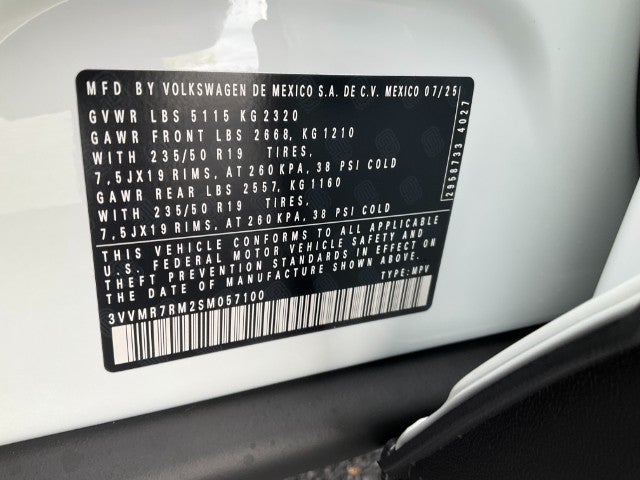 MFD BY VOLKSWAGEN DE MEXICO S.A. DE C.V. MEXICO 07/25
GVWR LBS 5115 KG 2320
GAWR FRONT LBS 2668, KG 1210
WITH 235/50 R19 TIRES,
7,5JX19 RIMS, AT 260 KPA, 38 PSI COLD
GAWR REAR LBS 2557, KG 1160
WITH 235/50 R19 TIRES,
7,5JX19 RIMS, AT 260 KPA, 38 PSI COLD
THIS VEHICLE CONFORMS TO ALL APPLICABLE
U.S. FEDERAL MOTOR VEHICLE SAFETY AND
THEFT PREVENTION STANDARDS IN EFFECT ON
THE DATE OF MANUFACTURE SHOWN ABOVE.
3VVMR7RM2SM057100 TYPE: MPV
2958733 4027